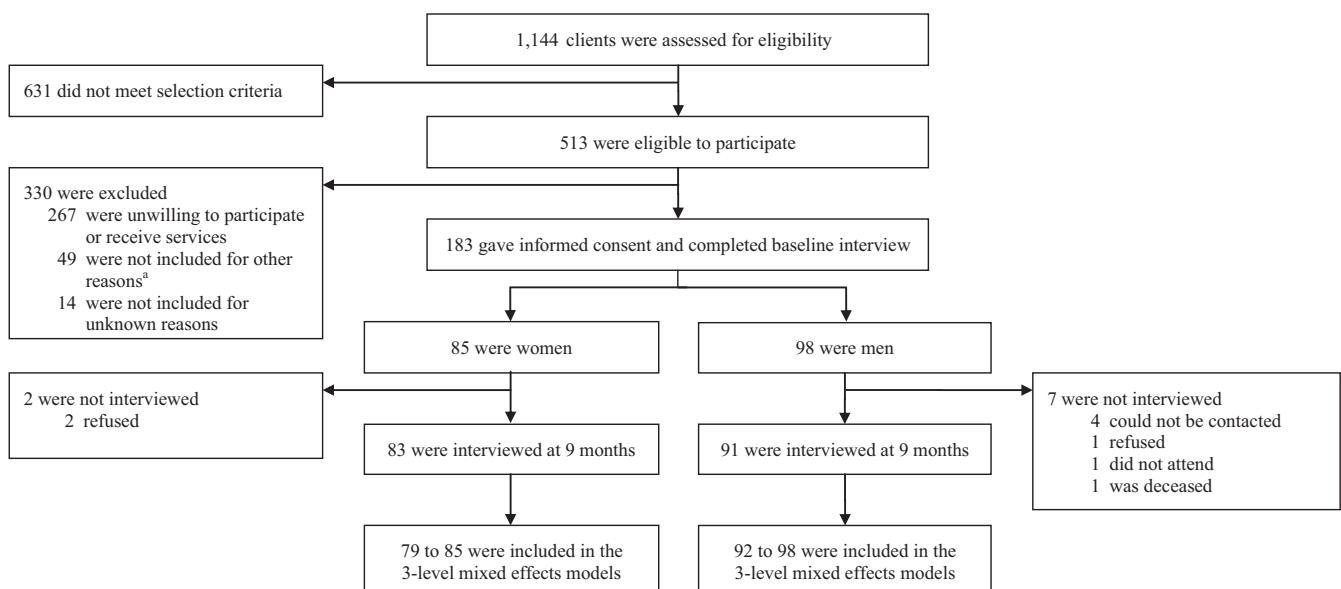 1,144 clients were assessed for eligibility
631 did not meet selection criteria
513 were eligible to participate
330 were excluded
267 were unwilling to participate
or receive services
49 were not included for other
reasonsᵃ
14 were not included for
unknown reasons
183 gave informed consent and completed baseline interview
85 were women
98 were men
2 were not interviewed
2 refused
7 were not interviewed
4 could not be contacted
1 refused
1 did not attend
1 was deceased
83 were interviewed at 9 months
91 were interviewed at 9 months
79 to 85 were included in the
3-level mixed effects models
92 to 98 were included in the
3-level mixed effects models